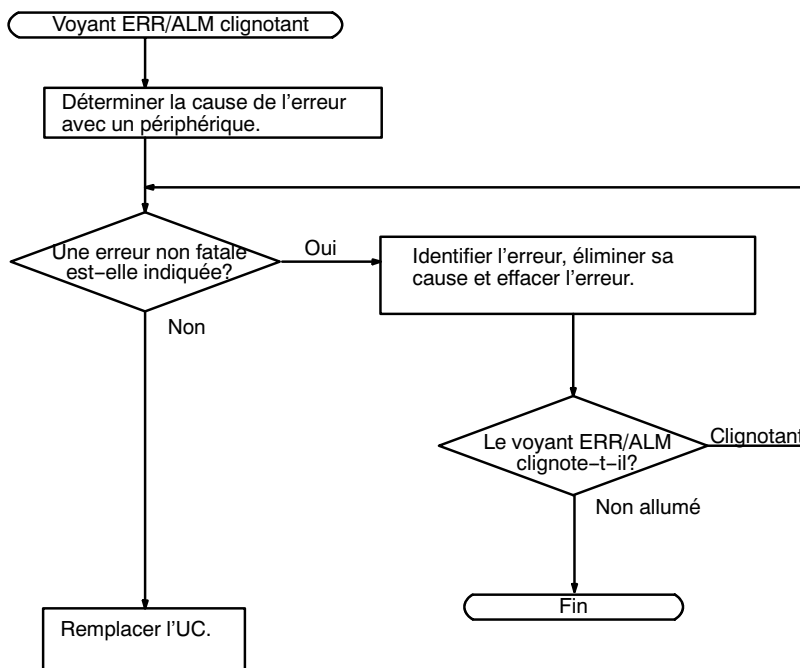 Voyant ERR/ALM clignotant
Déterminer la cause de l'erreur
avec un périphérique.
Une erreur non fatale
est–elle indiquée?
Oui
Identifier l'erreur, éliminer sa
cause et effacer l'erreur.
Non
Le voyant ERR/ALM
clignote–t–il?
Clignotant
Non allumé
Fin
Remplacer l'UC.